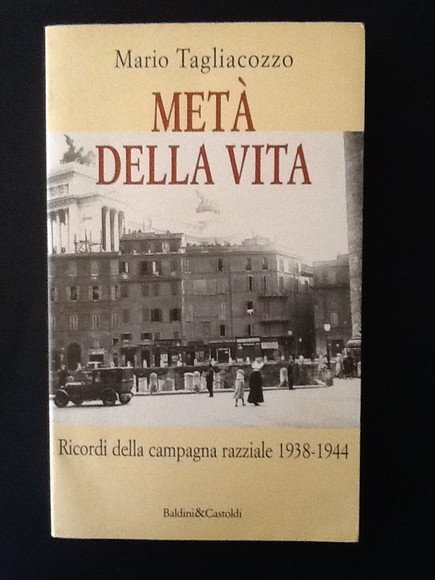 Mario Tagliacozzo
METÀ
DELLA VITA
Ricordi della campagna razziale 1938-1944
Baldini&Castoldi